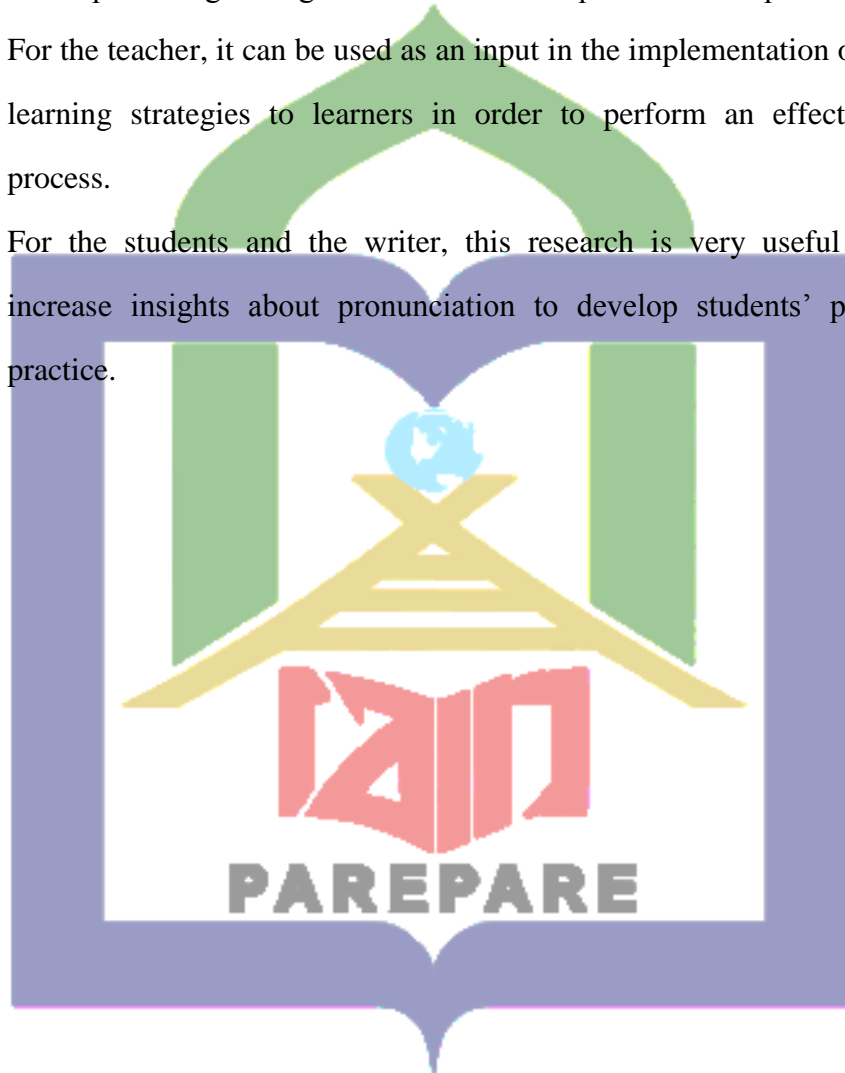 For the teacher, it can be used as an input in the implementation
learning strategies to learners in order to perform an
process.
For the students and the writer, this research is very useful
increase insights about pronunciation to develop students’
practice.
iain
PAREPARE